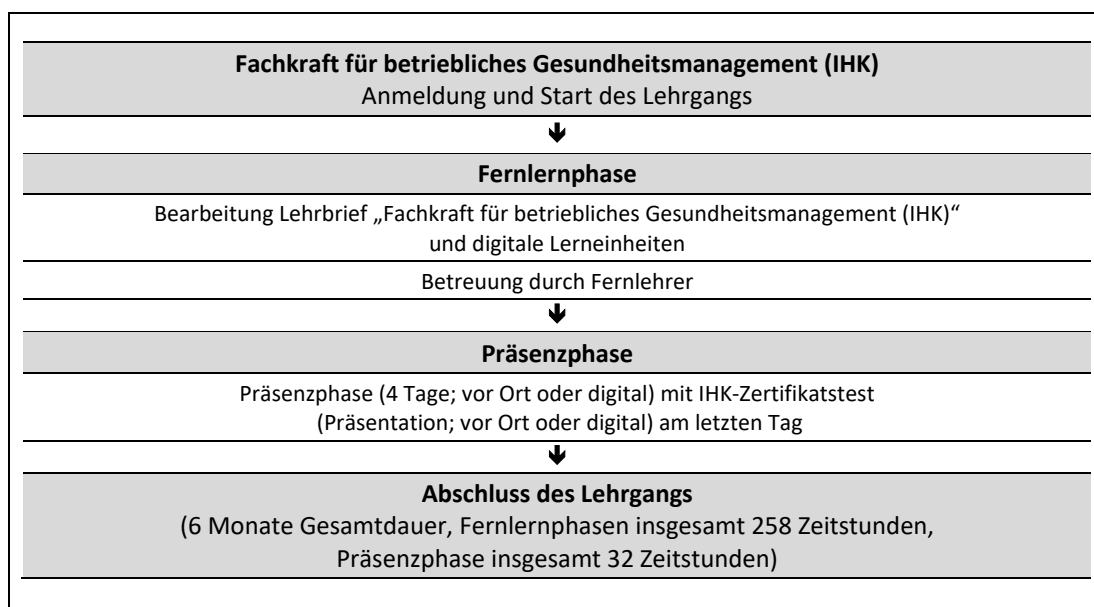 Fachkraft für betriebliches Gesundheitsmanagement (IHK)
Anmeldung und Start des Lehrgangs
Fernlernphase
Bearbeitung Lehrbrief „Fachkraft für betriebliches Gesundheitsmanagement (IHK)“
und digitale Lerneinheiten
Betreuung durch Fernlehrer
Präsenzphase
Präsenzphase (4 Tage; vor Ort oder digital) mit IHK-Zertifikatstest
(Präsentation; vor Ort oder digital) am letzten Tag
Abschluss des Lehrgangs
(6 Monate Gesamtdauer, Fernlernphasen insgesamt 258 Zeitstunden,
Präsenzphase insgesamt 32 Zeitstunden)